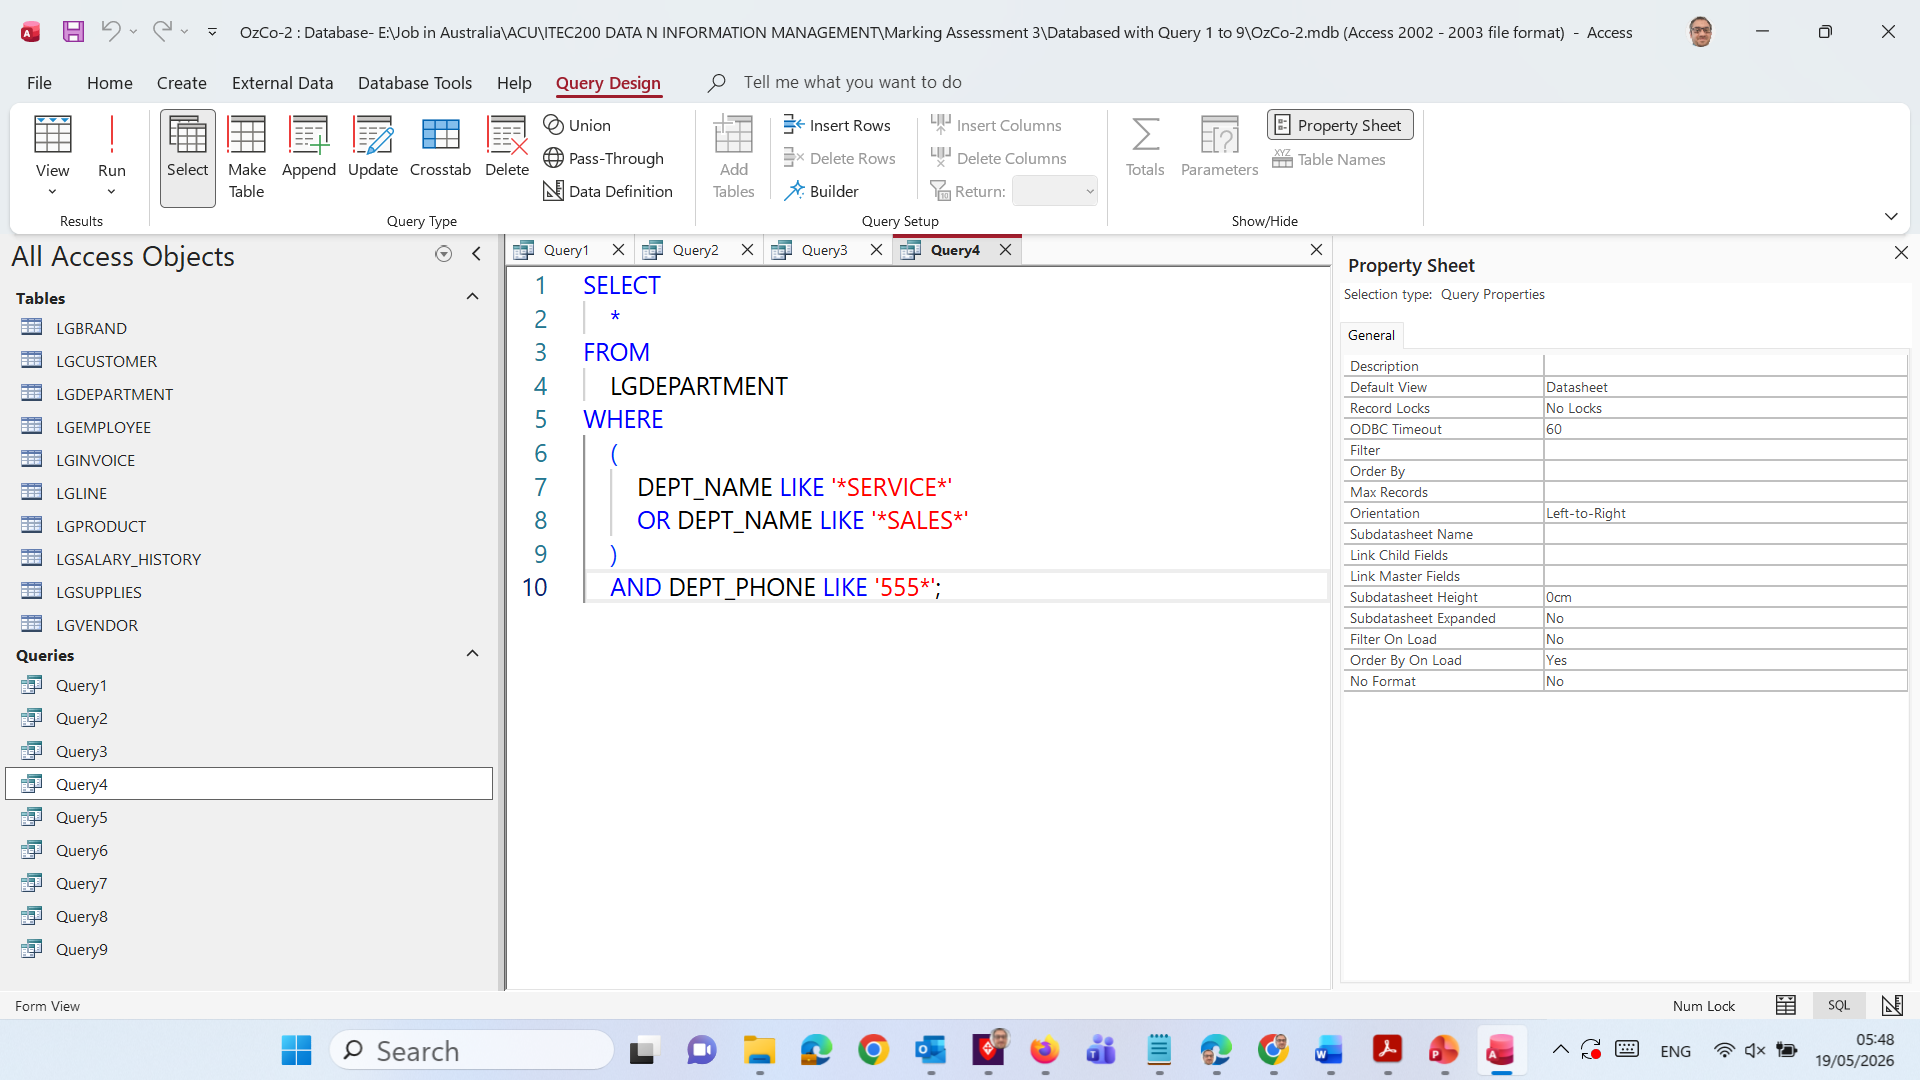 OzCo-2 : Database- E:\Job in Australia\ACU\ITEC200 DATA N INFORMATION MANAGEMENT\Marking Assessment 3\Databased with Query 1 to 9\OzCo-2.mdb (Access 2002 - 2003 file format) - Access
File
Home
Create
External Data
Database Tools
Help
Query Design
Tell me what you want to do
View
Run
Results
Select
Make Table
Append
Update
Crosstab
Delete
Union
Pass-Through
Data Definition
Query Type
Add Tables
Insert Rows
Delete Rows
Builder
Insert Columns
Delete Columns
Return:
Query Setup
Totals
Parameters
Property Sheet
Table Names
Show/Hide
All Access Objects
Tables
LGBRAND
LGCUSTOMER
LGDEPARTMENT
LGEMPLOYEE
LGINVOICE
LGLINE
LGPRODUCT
LGSALARY_HISTORY
LGSUPPLIES
LGVENDOR
Queries
Query1
Query2
Query3
Query4
Query5
Query6
Query7
Query8
Query9
Query1
Query2
Query3
Query4
1 SELECT
2 *
3 FROM
4 LGDEPARTMENT
5 WHERE
6 (
7 DEPT_NAME LIKE '*SERVICE*'
8 OR DEPT_NAME LIKE '*SALES*'
9 )
10 AND DEPT_PHONE LIKE '555*';
Property Sheet
Selection type: Query Properties
General
Description
Default View Datasheet
Record Locks No Locks
ODBC Timeout 60
Filter
Order By
Max Records
Orientation Left-to-Right
Subdatasheet Name
Link Child Fields
Link Master Fields
Subdatasheet Height 0cm
Subdatasheet Expanded No
Filter On Load No
Order By On Load Yes
No Format No
Form View
Num Lock
SQL
Search
ENG
05:48
19/05/2026